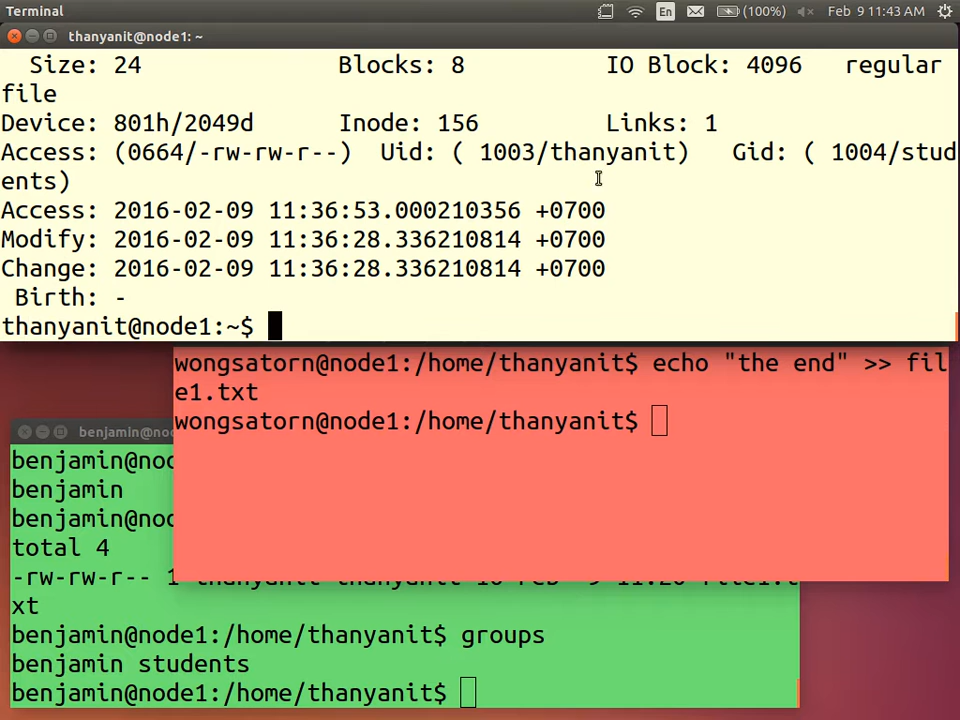 Terminal En (100%) Feb 9 11:43 AM
thanyanit@node1: ~
Size: 24 Blocks: 8 IO Block: 4096 regular
file
Device: 801h/2049d Inode: 156 Links: 1
Access: (0664/-rw-rw-r--) Uid: ( 1003/thanyanit) Gid: ( 1004/stud
ents)
Access: 2016-02-09 11:36:53.000210356 +0700
Modify: 2016-02-09 11:36:28.336210814 +0700
Change: 2016-02-09 11:36:28.336210814 +0700
Birth: -
thanyanit@node1:~$
wongsatorn@node1:/home/thanyanit$ echo "the end" >> fil
e1.txt
wongsatorn@node1:/home/thanyanit$
benjamin@no
benjamin@no
benjamin
benjamin@no
total 4
-rw-rw-r-- 1 thanyanit thanyanit
xt
benjamin@node1:/home/thanyanit$ groups
benjamin students
benjamin@node1:/home/thanyanit$